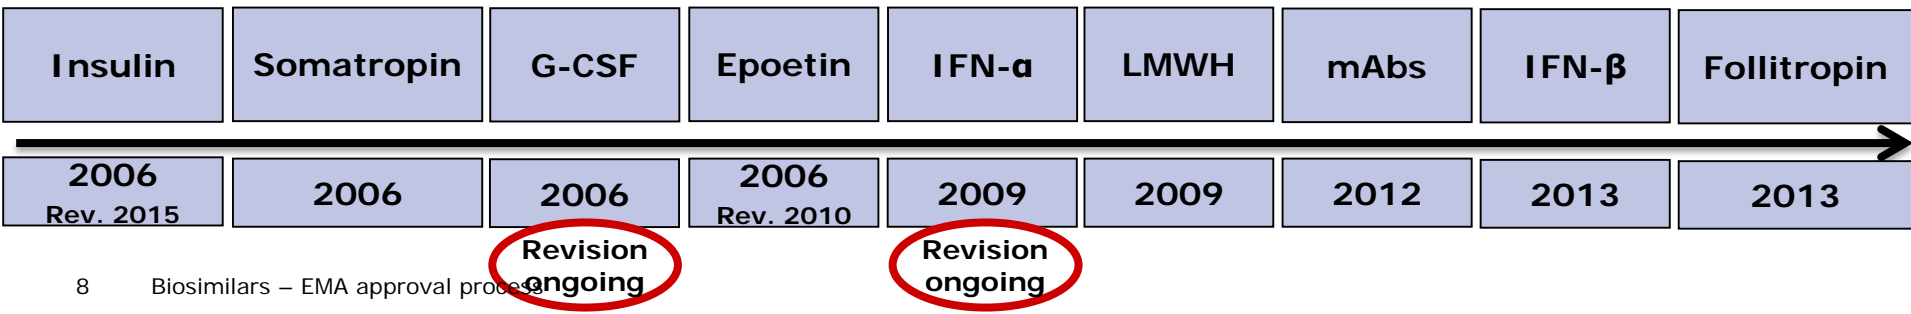 Insulin
Somatropin
G-CSF
Epoetin
IFN-α
LMWH
mAbs
IFN-β
Follitropin
2006
Rev. 2015
2006
2006
2006
Rev. 2010
2009
2009
2012
2013
2013
Revision
ongoing
Revision
ongoing
8 Biosimilars – EMA approval process